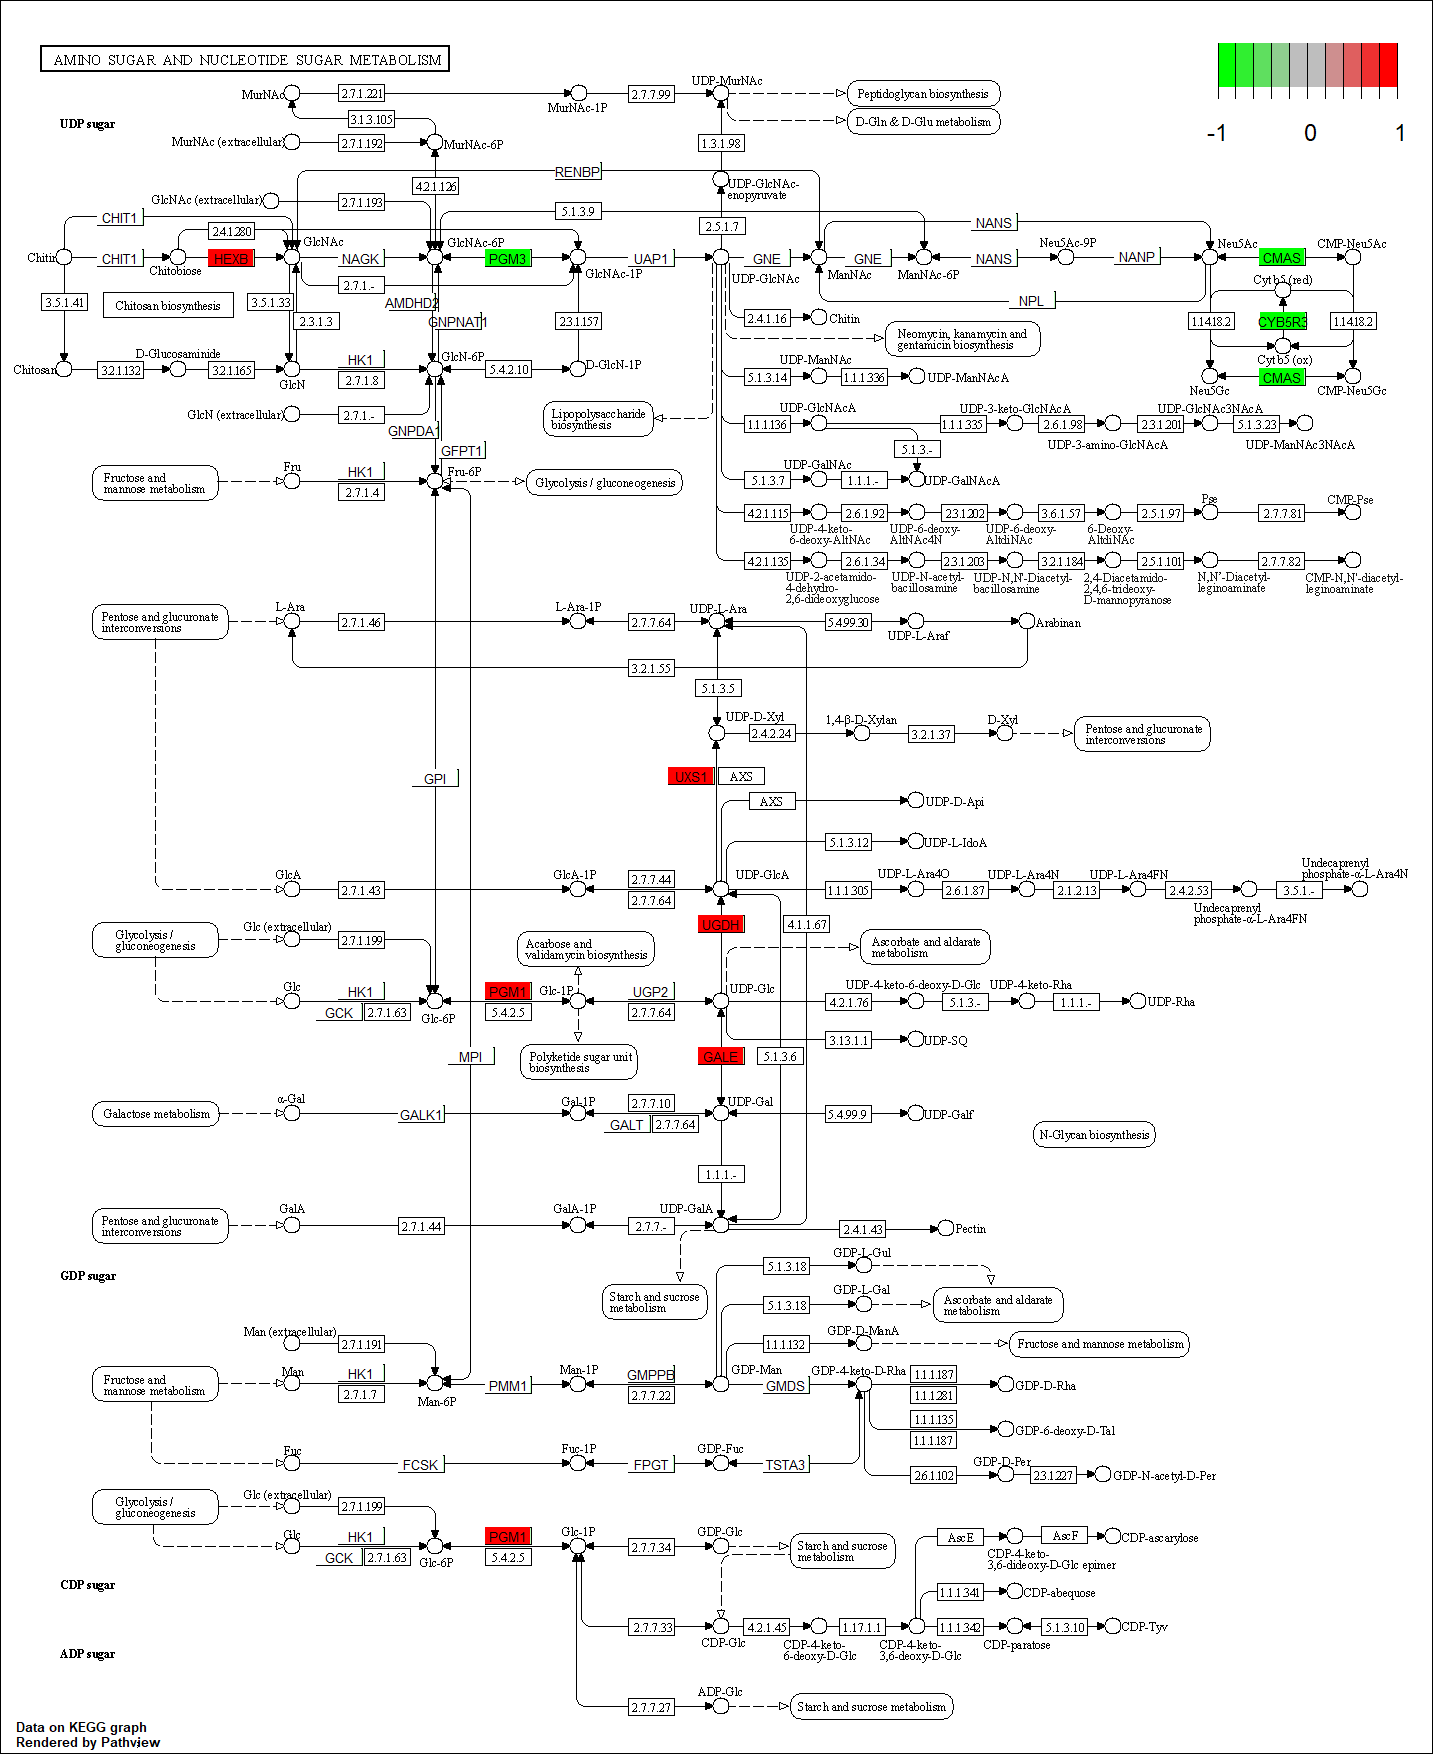 AMINO SUGAR AND NUCLEOTIDE SUGAR METABOLISM
-1 0 1
UDP sugar
MurNAc 2.7.1.221 MurNAc-1P 2.7.7.99 UDP-MurNAc Peptidoglycan biosynthesis
3.1.3.105 D-Gln & D-Glu metabolism
MurNAc (extracellular) 2.7.1.192 MurNAc-6P 1.3.1.98
RENBP
4.2.1.126 UDP-GlcNAc-
enopyruvate
GlcNAc (extracellular) 2.7.1.193 5.1.3.9
CHIT1 2.4.1.280 2.5.1.7 NANS
GlcNAc GlcNAc-6P Neu5Ac-9P Neu5Ac CMP-Neu5Ac
Chitin CHIT1 HEXB NAGK PGM3 UAP1 GNE GNE NANS NANP CMAS
Chitobiose GlcNAc-1P UDP-GlcNAc ManNAc ManNAc-6P
2.7.1.- Cytb5 (red)
3.5.1.41 Chitosan biosynthesis 3.5.1.33 AMDHD2 NPL
2.3.1.3 GNPNAT1 2.3.1.157 2.4.1.16 Chitin 1.14.18.2 CYB5R3 1.14.18.2
Neomycin, kanamycin and
gentamicin biosynthesis
D-Glucosaminide HK1 GlcN-6P UDP-ManNAc Cytb5 (ox)
Chitosan 3.2.1.132 3.2.1.165 5.4.2.10 D-GlcN-1P
GlcN 2.7.1.8 5.1.3.14 1.1.1.336 UDP-ManNAcA Neu5Gc CMAS CMP-Neu5Gc
GlcN (extracellular) 2.7.1.- Lipopolysaccharide
biosynthesis
UDP-GlcNAcA UDP-3-keto-GlcNAcA UDP-GlcNAc3NAcA
GNPDA1 1.1.1.136 1.1.1.335 2.6.1.98 2.3.1.201 5.1.3.23
UDP-3-amino-GlcNAcA UDP-ManNAc3NAcA
GFPT1 5.1.3.-
Fructose and
mannose metabolism
Fru HK1 Fru-6P Glycolysis / gluconeogenesis UDP-GalNAc
2.7.1.4 5.1.3.7 1.1.1.- UDP-GalNAcA
Pse CMP-Pse
4.2.1.115 2.6.1.92 2.3.1.202 3.6.1.57 2.5.1.97 2.7.7.81
UDP-4-keto- UDP-6-deoxy- UDP-6-deoxy- 6-Deoxy-
6-deoxy-AltNAc AltNAc4N AltdiNAc AltdiNAc
4.2.1.135 2.6.1.34 2.3.1.203 3.2.1.184 2.5.1.101 2.7.7.82
UDP-2-acetamido- UDP-N-acetyl- UDP-N,N'-Diacetyl- 2,4-Diacetamido- N,N'-Diacetyl- CMP-N,N'-diacetyl-
4-dehydro- bacillosamine bacillosamine 2,4,6-trideoxy- leginoaminate leginoaminate
2,6-dideoxyglucose D-mannopyranose
Pentose and glucuronate
interconversions
L-Ara 2.7.1.46 L-Ara-1P 2.7.7.64 UDP-L-Ara 5.4.99.30 UDP-L-Araf Arabinan
3.2.1.55
5.1.3.5
UDP-D-Xyl 2.4.2.24 1,4-β-D-Xylan 3.2.1.37 D-Xyl Pentose and glucuronate
interconversions
GPI UXS1 AXS
AXS UDP-D-Api
5.1.3.12 UDP-L-IdoA
GlcA 2.7.1.43 GlcA-1P 2.7.7.44 UDP-GlcA UDP-L-Ara4O UDP-L-Ara4N UDP-L-Ara4FN Undecaprenyl
phosphate-α-L-Ara4N
2.7.7.64 1.1.1.305 2.6.1.87 2.1.2.13 2.4.2.53 3.5.1.-
Undecaprenyl
phosphate-α-L-Ara4FN
UGDH 4.1.1.67
Glycolysis /
gluconeogenesis
Glc (extracellular) 2.7.1.199 Acarbose and
validamycin biosynthesis
Ascorbate and aldarate
metabolism
Glc HK1 PGM1 Glc-1P UGP2 UDP-Glc UDP-4-keto-6-deoxy-D-Glc UDP-4-keto-Rha
GCK 2.7.1.63 Glc-6P 5.4.2.5 2.7.7.64 4.2.1.76 5.1.3.- 1.1.1.- UDP-Rha
3.13.1.1 UDP-SQ
MPI Polyketide sugar unit
biosynthesis
GALE 5.1.3.6
Galactose metabolism α-Gal GALK1 Gal-1P 2.7.7.10 UDP-Gal 5.4.99.9 UDP-Galf
GALT 2.7.7.64
N-Glycan biosynthesis
1.1.1.-
Pentose and glucuronate
interconversions
GalA 2.7.1.44 GalA-1P 2.7.7.- UDP-GalA 2.4.1.43 Pectin
GDP sugar
Starch and sucrose
metabolism
5.1.3.18 GDP-L-Gul
5.1.3.18 GDP-L-Gal Ascorbate and aldarate
metabolism
Man (extracellular) 2.7.1.191 1.1.1.132 GDP-D-ManA Fructose and mannose metabolism
Fructose and
mannose metabolism
Man HK1 Man-1P GMPPB GDP-Man GDP-4-keto-D-Rha 1.1.1.187
2.7.1.7 Man-6P PMM1 2.7.7.22 GMDS 1.1.1.281 GDP-D-Rha
1.1.1.135
1.1.1.187 GDP-6-deoxy-D-Tal
Fuc FCSK Fuc-1P FPGT GDP-Fuc TSTA3 GDP-D-Per
2.6.1.102 2.3.1.227 GDP-N-acetyl-D-Per
Glycolysis /
gluconeogenesis
Glc (extracellular) 2.7.1.199
Glc HK1 PGM1 Glc-1P GDP-Glc AscE AscF CDP-ascarylose
GCK 2.7.1.63 Glc-6P 5.4.2.5 2.7.7.34 Starch and sucrose
metabolism
CDP-4-keto-
3,6-dideoxy-D-Glc epimer
CDP sugar
1.1.1.341 CDP-abequose
2.7.7.33 CDP-Glc 4.2.1.45 1.17.1.1 1.1.1.342 5.1.3.10 CDP-Tyv
CDP-4-keto- CDP-4-keto- CDP-paratose
6-deoxy-D-Glc 3,6-deoxy-D-Glc
ADP sugar
2.7.7.27 ADP-Glc Starch and sucrose metabolism
Data on KEGG graph
Rendered by Pathview